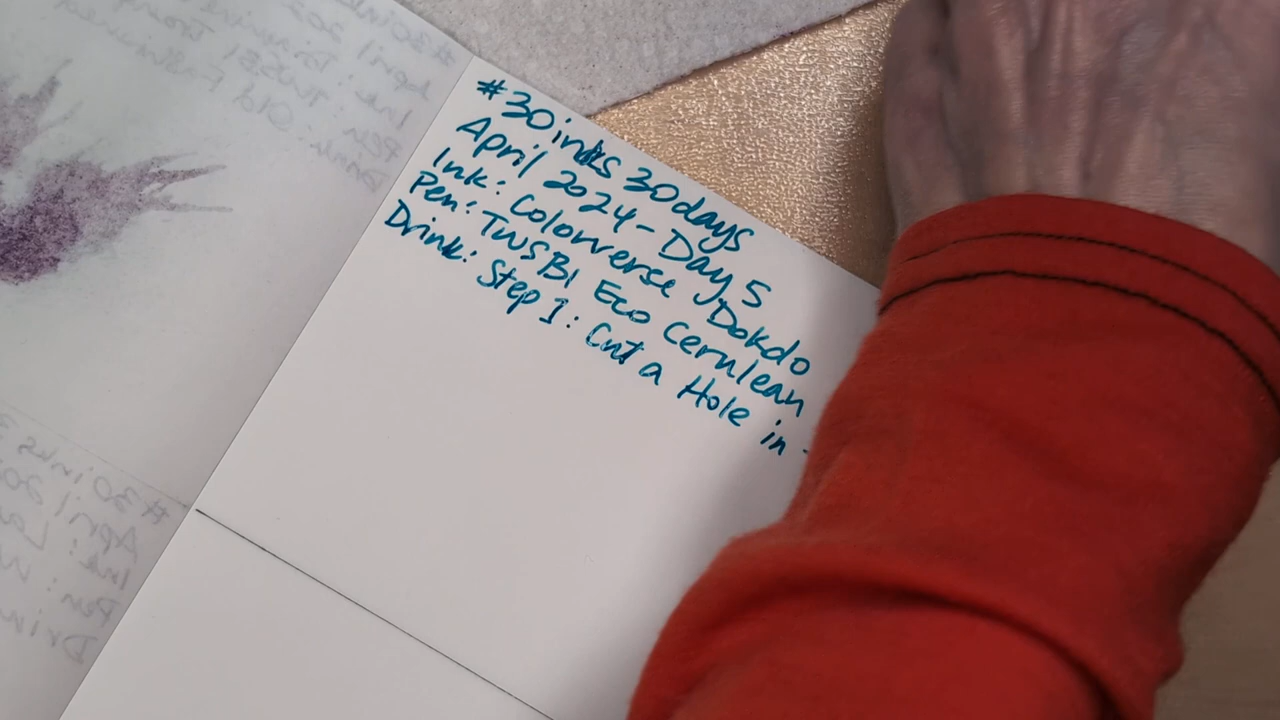 #30inks30days
April 2024 - Day 5
Ink: Colorverse Dokdo
Pen: TWSBI Eco Cerulean
Drink: Step 1: Cut a Hole in